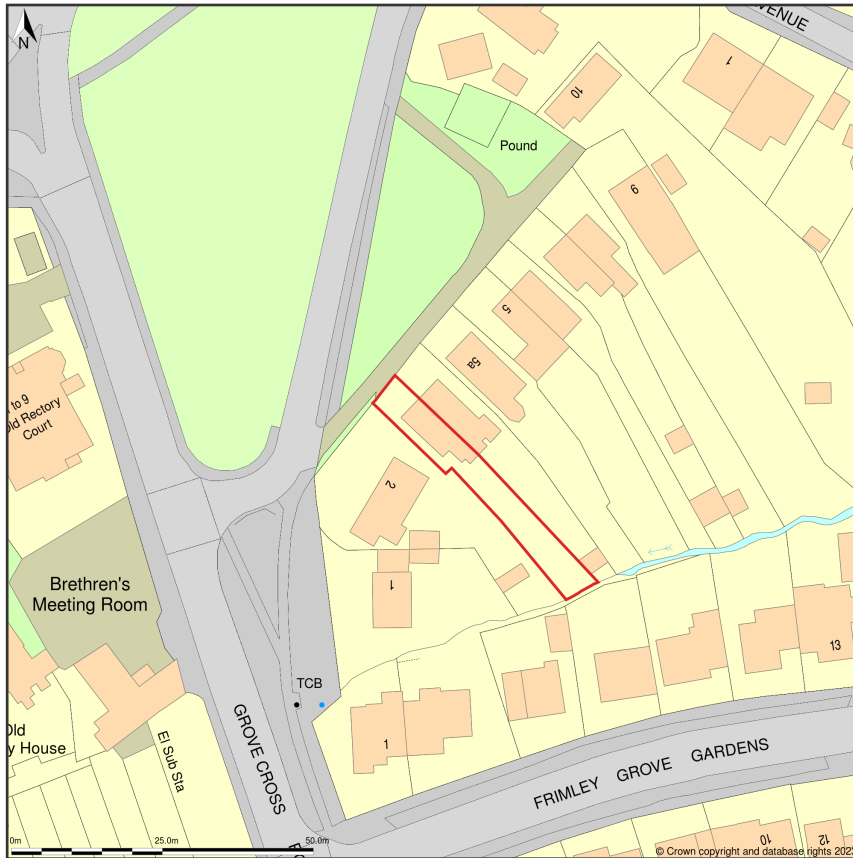 VENUE
N
1
10
Pound
9
5
5a
to 9
Old Rectory
Court
2
1
Brethren's
Meeting Room
13
TCB
Old
y House
1
El Sub Sta
GROVE CROSS
FRIMLEY GROVE GARDENS
10
12
0m
25.0m
50.0m
© Crown copyright and database rights 2023